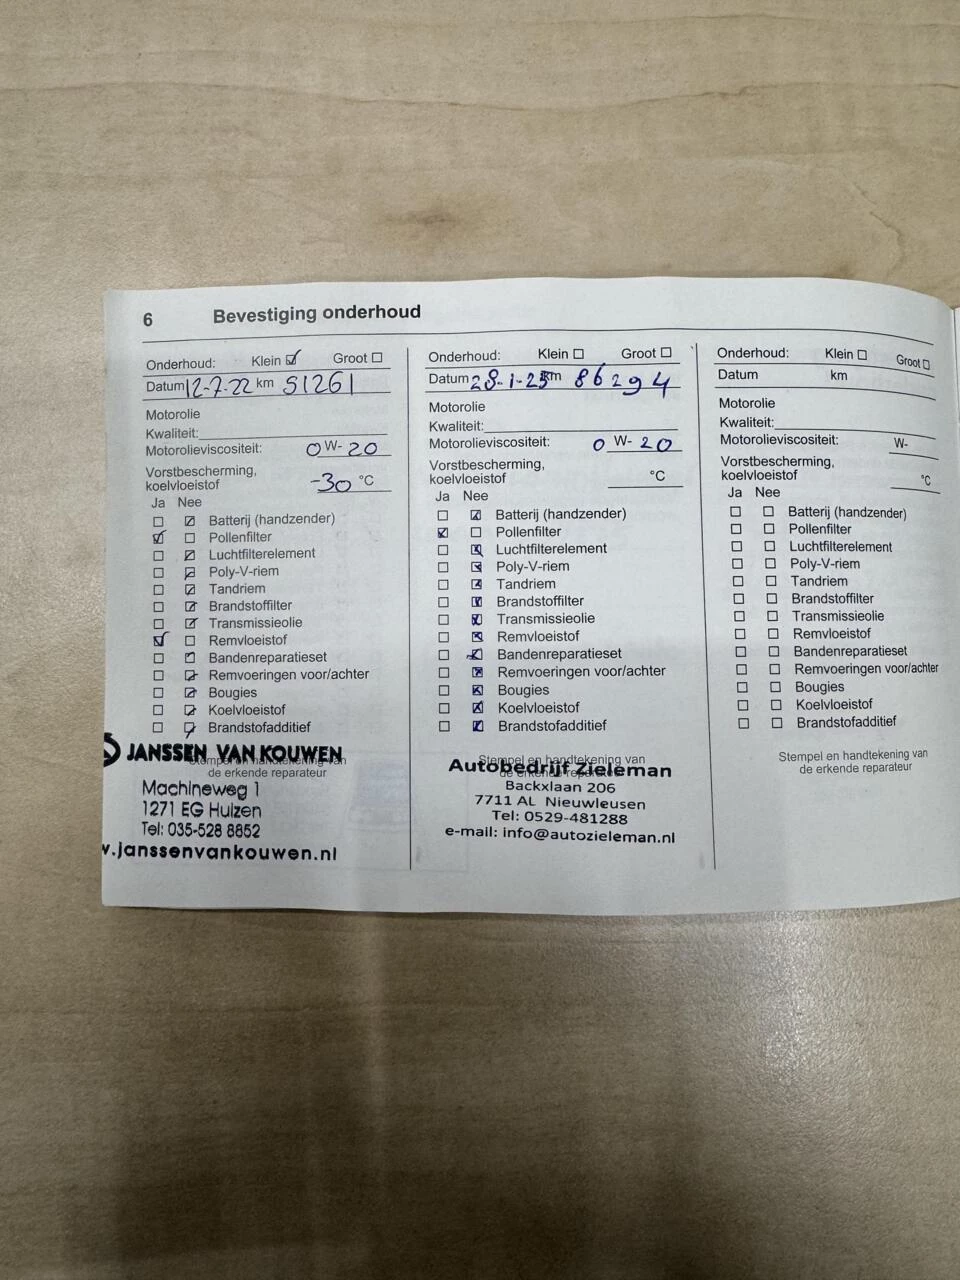 6 Bevestiging onderhoud
Onderhoud: Klein Groot
Datum 12-7-22 km 51261
Motorolie
Kwaliteit:
Motorolieviscositeit: 0 W- 20
Vorstbescherming,
koelvloeistof -30 °C
Ja Nee
Batterij (handzender)
Pollenfilter
Luchtfilterelement
Poly-V-riem
Tandriem
Brandstoffilter
Transmissieolie
Remvloeistof
Bandenreparatieset
Remvoeringen voor/achter
Bougies
Koelvloeistof
Brandstofadditief
Stempel en handtekening van
de erkende reparateur
JANSSEN VAN KOUWEN
Machineweg 1
1271 EG Huizen
Tel: 035-528 8852
w.janssenvankouwen.nl
Onderhoud: Klein Groot
Datum 28-1-25 km 86294
Motorolie
Kwaliteit:
Motorolieviscositeit: 0 W- 20
Vorstbescherming,
koelvloeistof °C
Ja Nee
Batterij (handzender)
Pollenfilter
Luchtfilterelement
Poly-V-riem
Tandriem
Brandstoffilter
Transmissieolie
Remvloeistof
Bandenreparatieset
Remvoeringen voor/achter
Bougies
Koelvloeistof
Brandstofadditief
Stempel en handtekening van
de erkende reparateur
Autobedrijf Zieleman
Backxlaan 206
7711 AL Nieuwleusen
Tel: 0529-481288
e-mail: info@autozieleman.nl
Onderhoud: Klein Groot
Datum km
Motorolie
Kwaliteit:
Motorolieviscositeit: W-
Vorstbescherming,
koelvloeistof °C
Ja Nee
Batterij (handzender)
Pollenfilter
Luchtfilterelement
Poly-V-riem
Tandriem
Brandstoffilter
Transmissieolie
Remvloeistof
Bandenreparatieset
Remvoeringen voor/achter
Bougies
Koelvloeistof
Brandstofadditief
Stempel en handtekening van
de erkende reparateur